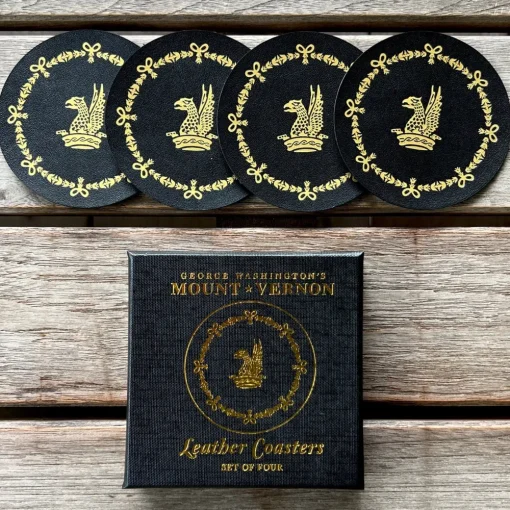 GEORGE WASHINGTON'S
MOUNT ★ VERNON
Leather Coasters
SET OF FOUR